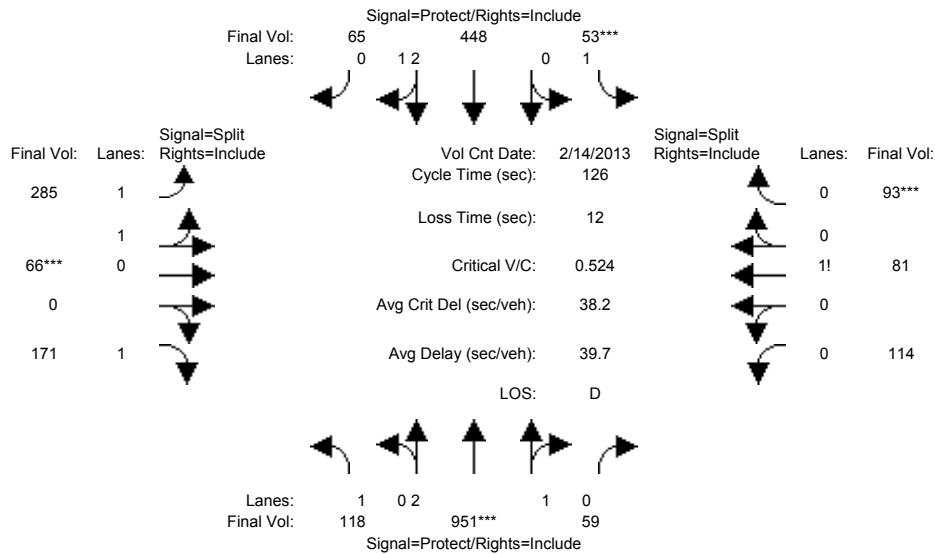 Signal=Protect/Rights=Include
Final Vol: 65 448 53***
Lanes: 0 1 2 0 1
Signal=Split
Final Vol: Lanes: Rights=Include
Vol Cnt Date: 2/14/2013
Signal=Split
Rights=Include Lanes: Final Vol:
Cycle Time (sec): 126
285 1
0 93***
Loss Time (sec): 12
1
0
66*** 0
Critical V/C: 0.524
1! 81
0
Avg Crit Del (sec/veh): 38.2
0
171 1
Avg Delay (sec/veh): 39.7
0 114
LOS: D
Lanes: 1 0 2 1 0
Final Vol: 118 951*** 59
Signal=Protect/Rights=Include